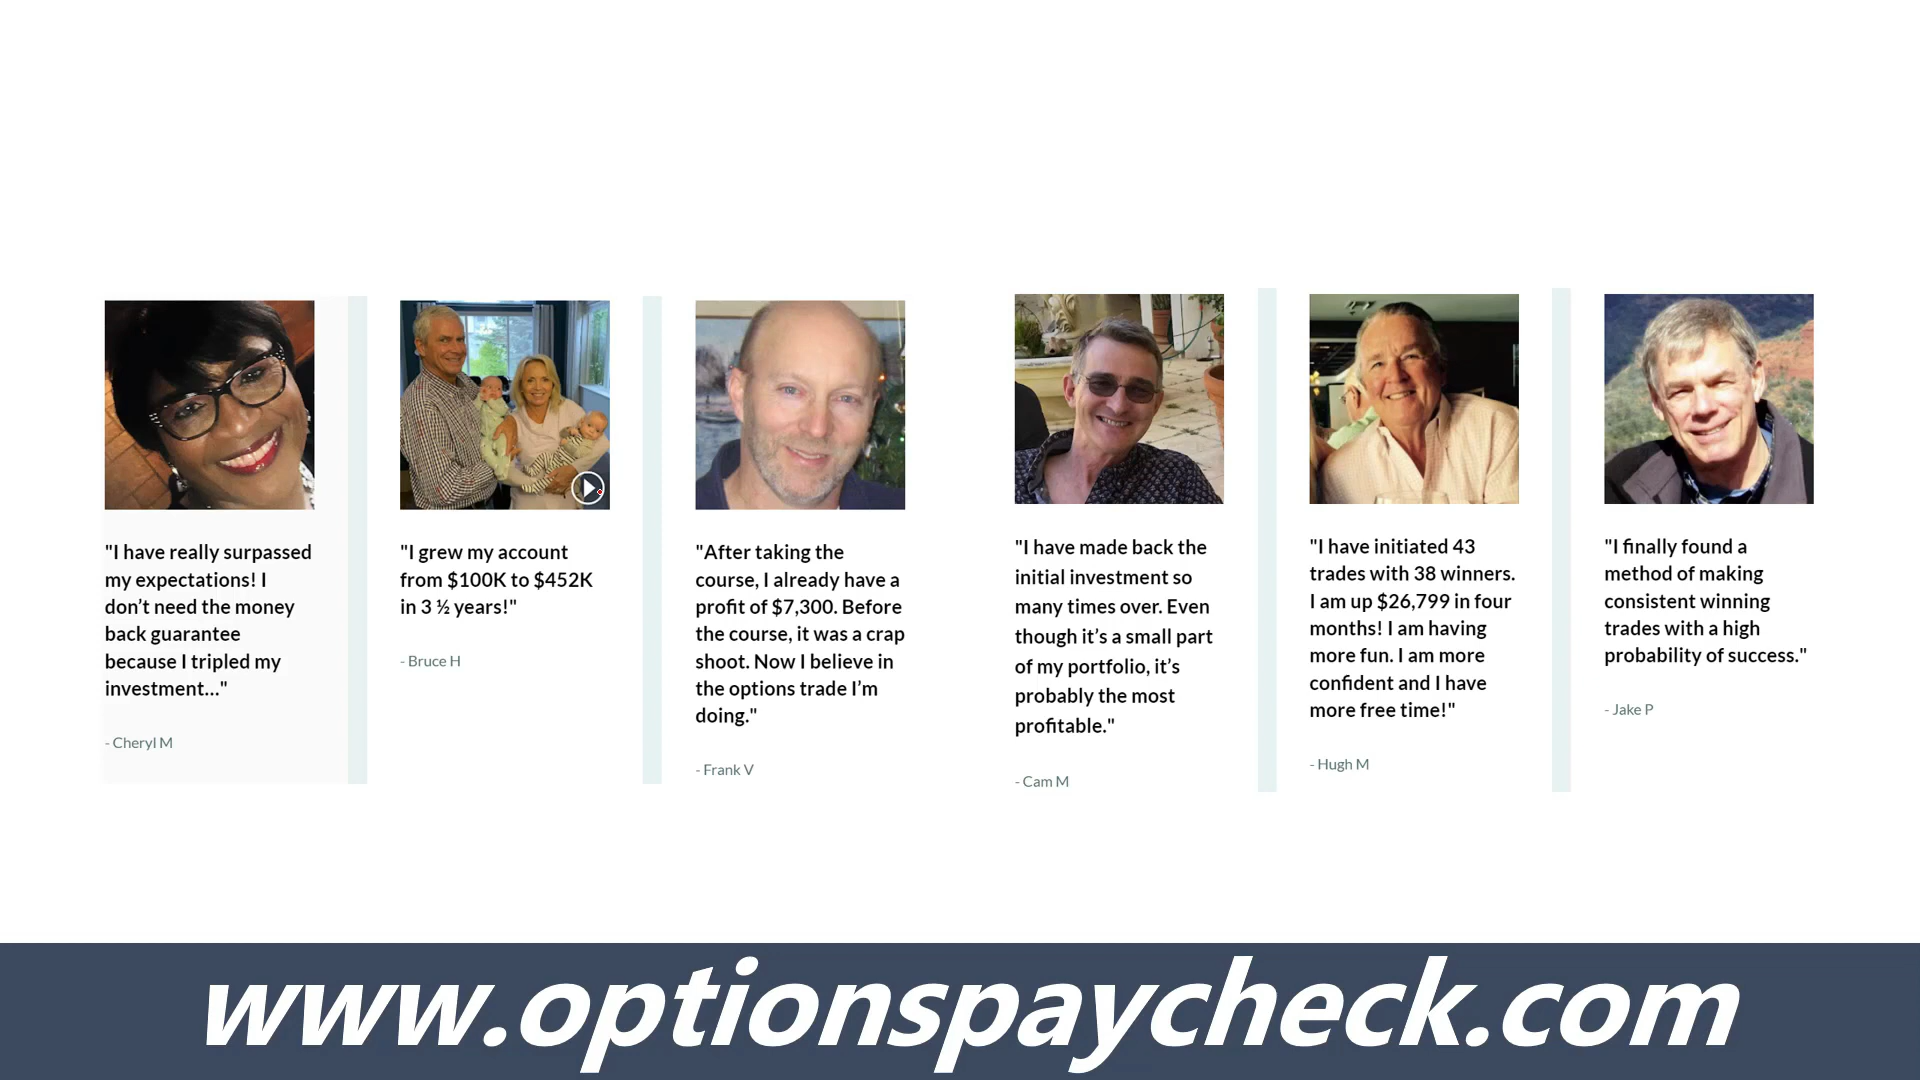 "I have really surpassed
my expectations! I
don’t need the money
back guarantee
because I tripled my
investment..."
- Cheryl M
"I grew my account
from $100K to $452K
in 3 ½ years!"
- Bruce H
"After taking the
course, I already have a
profit of $7,300. Before
the course, it was a crap
shoot. Now I believe in
the options trade I’m
doing."
- Frank V
"I have made back the
initial investment so
many times over. Even
though it’s a small part
of my portfolio, it’s
probably the most
profitable."
- Cam M
"I have initiated 43
trades with 38 winners.
I am up $26,799 in four
months! I am having
more fun. I am more
confident and I have
more free time!"
- Hugh M
"I finally found a
method of making
consistent winning
trades with a high
probability of success."
- Jake P
www.optionspaycheck.com